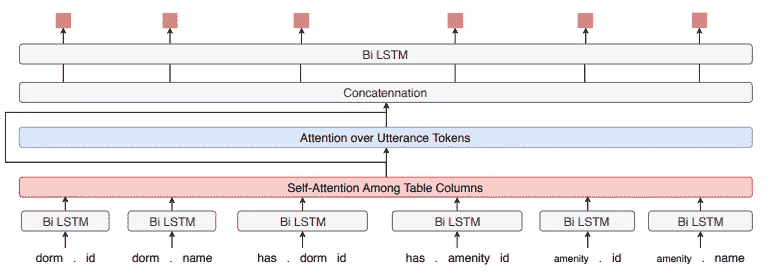 Bi LSTM
Concatennation
Attention over Utterance Tokens
Self-Attention Among Table Columns
Bi LSTM Bi LSTM Bi LSTM Bi LSTM Bi LSTM Bi LSTM
dorm . id dorm . name has . dorm id has . amenity id amenity . id amenity . name